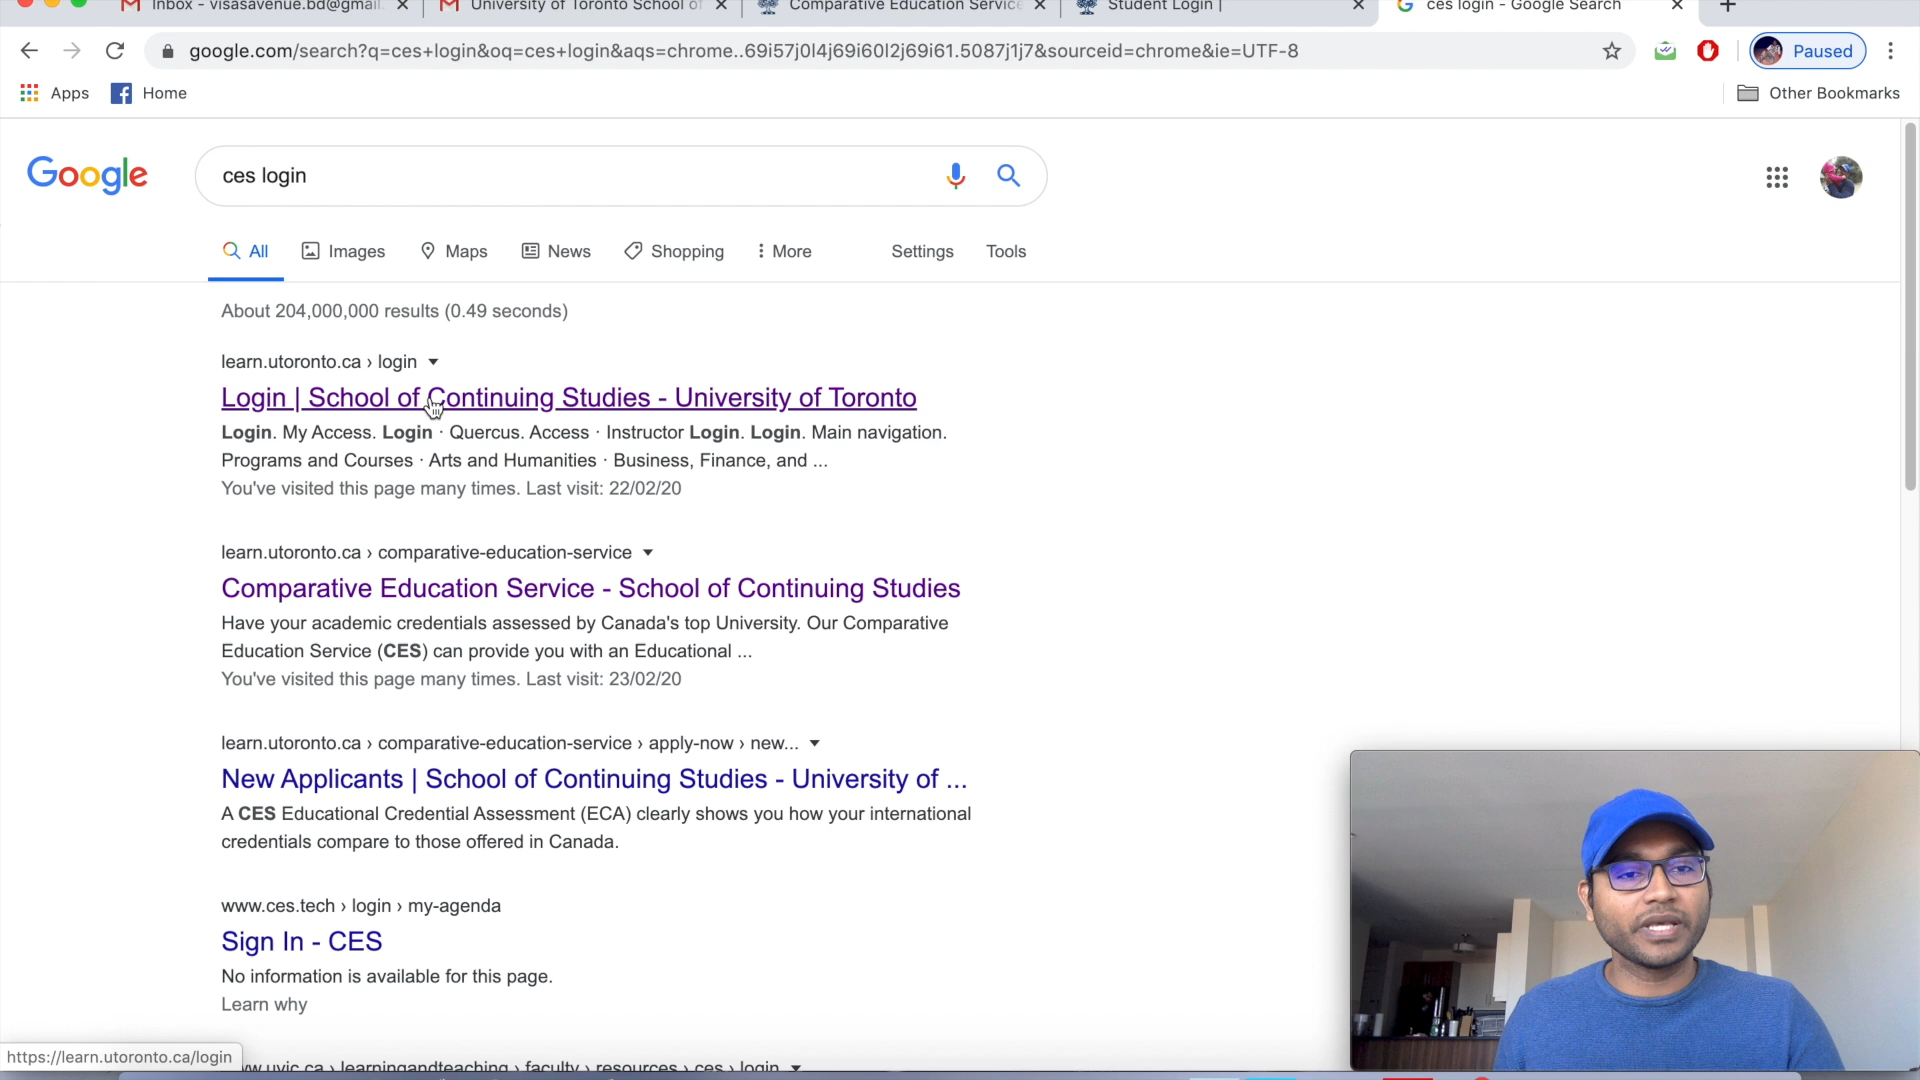 Inbox - visasavenue.bd@gmail.
University of Toronto School of
Comparative Education Service
Student Login |
ces login - Google Search
google.com/search?q=ces+login&oq=ces+login&aqs=chrome..69i57j0l4j69i60l2j69i61.5087j1j7&sourceid=chrome&ie=UTF-8
Paused
Apps
Home
Other Bookmarks
Google
ces login
All
Images
Maps
News
Shopping
More
Settings
Tools
About 204,000,000 results (0.49 seconds)
learn.utoronto.ca › login
Login | School of Continuing Studies - University of Toronto
Login. My Access. Login · Quercus. Access · Instructor Login. Login. Main navigation.
Programs and Courses · Arts and Humanities · Business, Finance, and ...
You've visited this page many times. Last visit: 22/02/20
learn.utoronto.ca › comparative-education-service
Comparative Education Service - School of Continuing Studies
Have your academic credentials assessed by Canada's top University. Our Comparative
Education Service (CES) can provide you with an Educational ...
You've visited this page many times. Last visit: 23/02/20
learn.utoronto.ca › comparative-education-service › apply-now › new...
New Applicants | School of Continuing Studies - University of ...
A CES Educational Credential Assessment (ECA) clearly shows you how your international
credentials compare to those offered in Canada.
www.ces.tech › login › my-agenda
Sign In - CES
No information is available for this page.
Learn why
https://learn.utoronto.ca/login
uvic.ca › learningandteaching › faculty › resources › ces › login